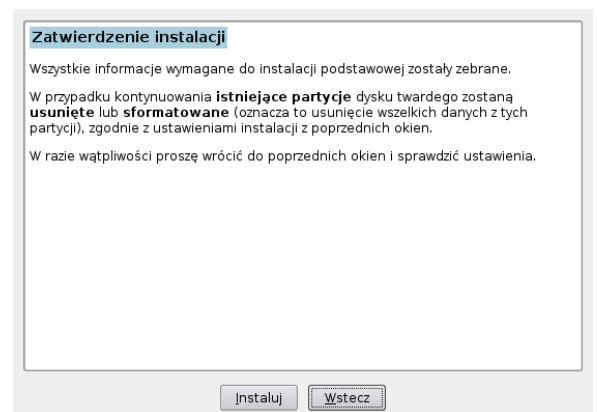 Zatwierdzenie instalacji
Wszystkie informacje wymagane do instalacji podstawowej zostały zebrane.
W przypadku kontynuowania istniejące partycje dysku twardego zostaną
usunięte lub sformatowane (oznacza to usunięcie wszelkich danych z tych
partycji), zgodnie z ustawieniami instalacji z poprzednich okien.
W razie wątpliwości proszę wrócić do poprzednich okien i sprawdzić ustawienia.
Instaluj
Wstecz